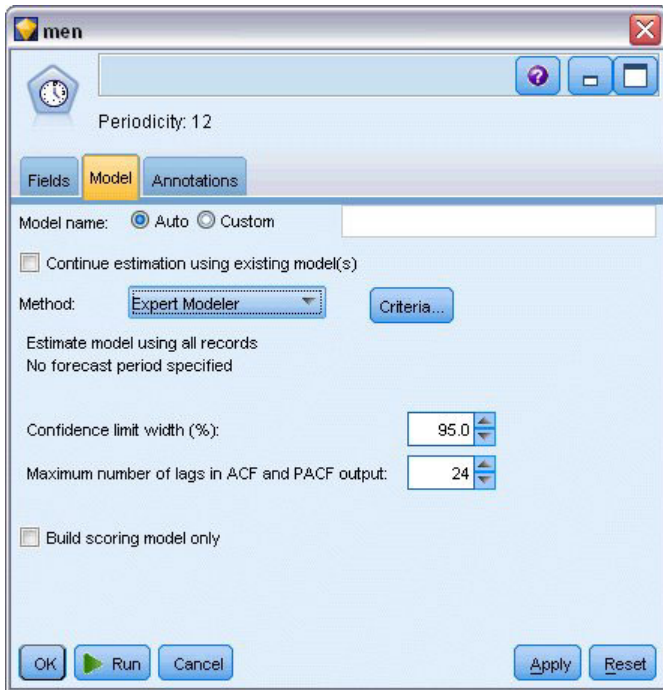 men
?
Periodicity: 12
Fields Model Annotations
Model name: Auto Custom
Continue estimation using existing model(s)
Method: Expert Modeler Criteria...
Estimate model using all records
No forecast period specified
Confidence limit width (%): 95.0
Maximum number of lags in ACF and PACF output: 24
Build scoring model only
OK Run Cancel Apply Reset